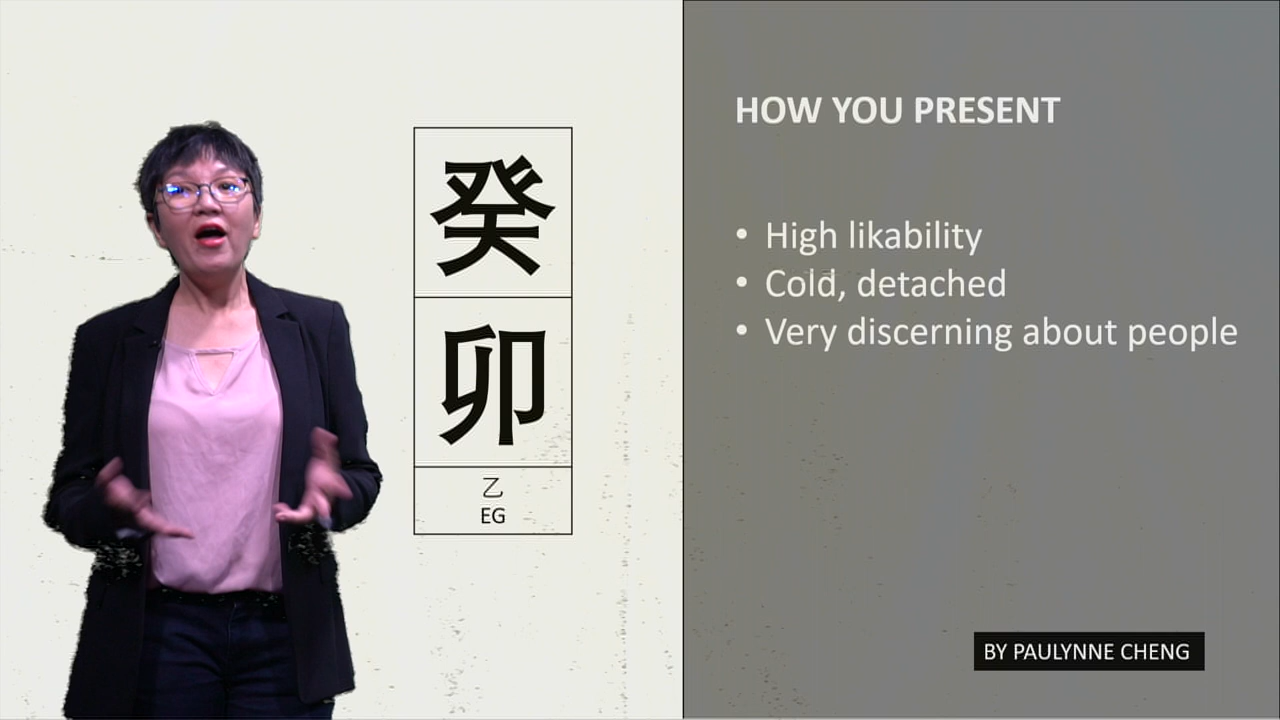 癸
卯
乙
EG
HOW YOU PRESENT
• High likability
• Cold, detached
• Very discerning about people
BY PAULYNNE CHENG